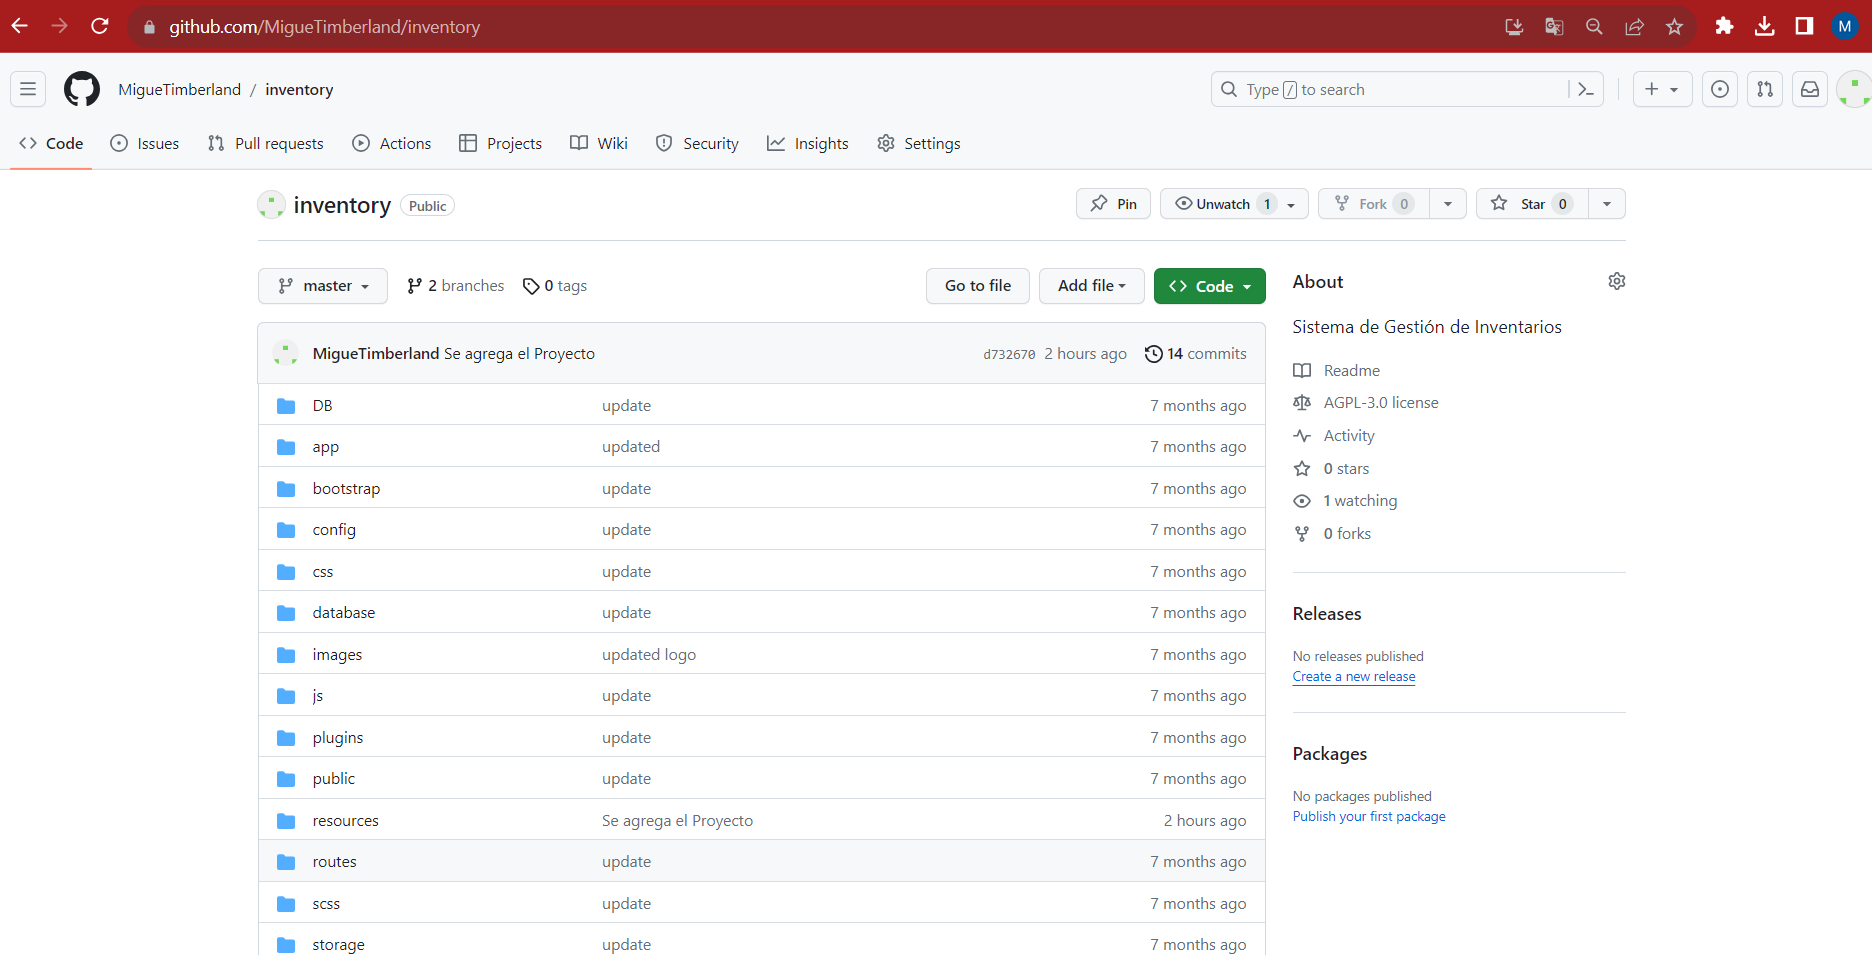 github.com/MigueTimberland/inventory
M
MigueTimberland / inventory
Type / to search
Code Issues Pull requests Actions Projects Wiki Security Insights Settings
inventory Public
Pin Unwatch 1 Fork 0 Star 0
master 2 branches 0 tags
Go to file Add file Code
MigueTimberland Se agrega el Proyecto d732670 2 hours ago 14 commits
DB update 7 months ago
app updated 7 months ago
bootstrap update 7 months ago
config update 7 months ago
css update 7 months ago
database update 7 months ago
images updated logo 7 months ago
js update 7 months ago
plugins update 7 months ago
public update 7 months ago
resources Se agrega el Proyecto 2 hours ago
routes update 7 months ago
scss update 7 months ago
storage update 7 months ago
About
Sistema de Gestión de Inventarios
Readme
AGPL-3.0 license
Activity
0 stars
1 watching
0 forks
Releases
No releases published
Create a new release
Packages
No packages published
Publish your first package